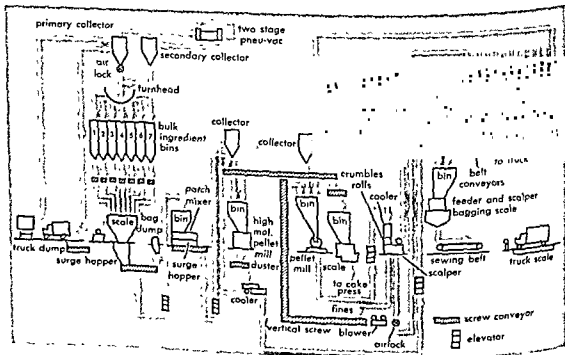 primary collector
two stage
pneu-vac
secondary collector
air
lock
turnhead
collector
bulk
ingredient
bins
1 2 3 4 5 6 7
collector
crumbles
rolls
cooler
to truck
bin
belt
conveyors
feeder and scalper
bagging scale
scale
bag
dump
bin
patch
mixer
bin
high
mol.
pellet
mill
bin
bin
truck dump
surge hopper
surge
hopper
duster
pellet
mill
scale
to cake
press
scalper
sewing belt
truck scale
cooler
fines 7
vertical screw
blower
airlock
screw conveyor
elevator